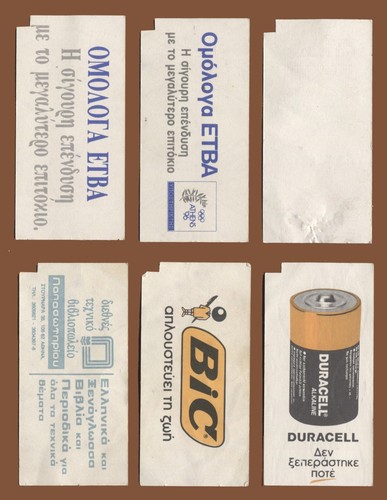 ΟΜΟΛΟΓΑ ΕΤΒΑ
Η σίγουρη επένδυση
με το μεγαλύτερο επιτόκιο.
Ομόλογα ΕΤΒΑ
Η σίγουρη επένδυση
με το μεγαλύτερο επιτόκιο
ATHENS
96
διεθνές
τεχνικό
βιβλιοπωλείο
Παπασωτηρίου
Ελληνικά και
Ξενόγλωσσα
Βιβλία και
Περιοδικά για
όλα τα τεχνικά
θέματα
BiC
απλουστεύει τη ζωή
DURACELL
ALKALINE
DURACELL
Δεν
ξεπεράστηκε
ποτέ